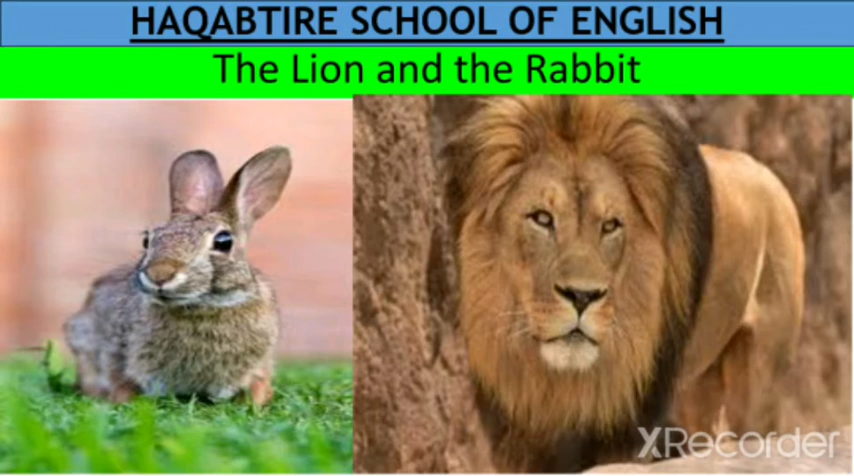 HAQABTIRE SCHOOL OF ENGLISH
The Lion and the Rabbit
XRecorder